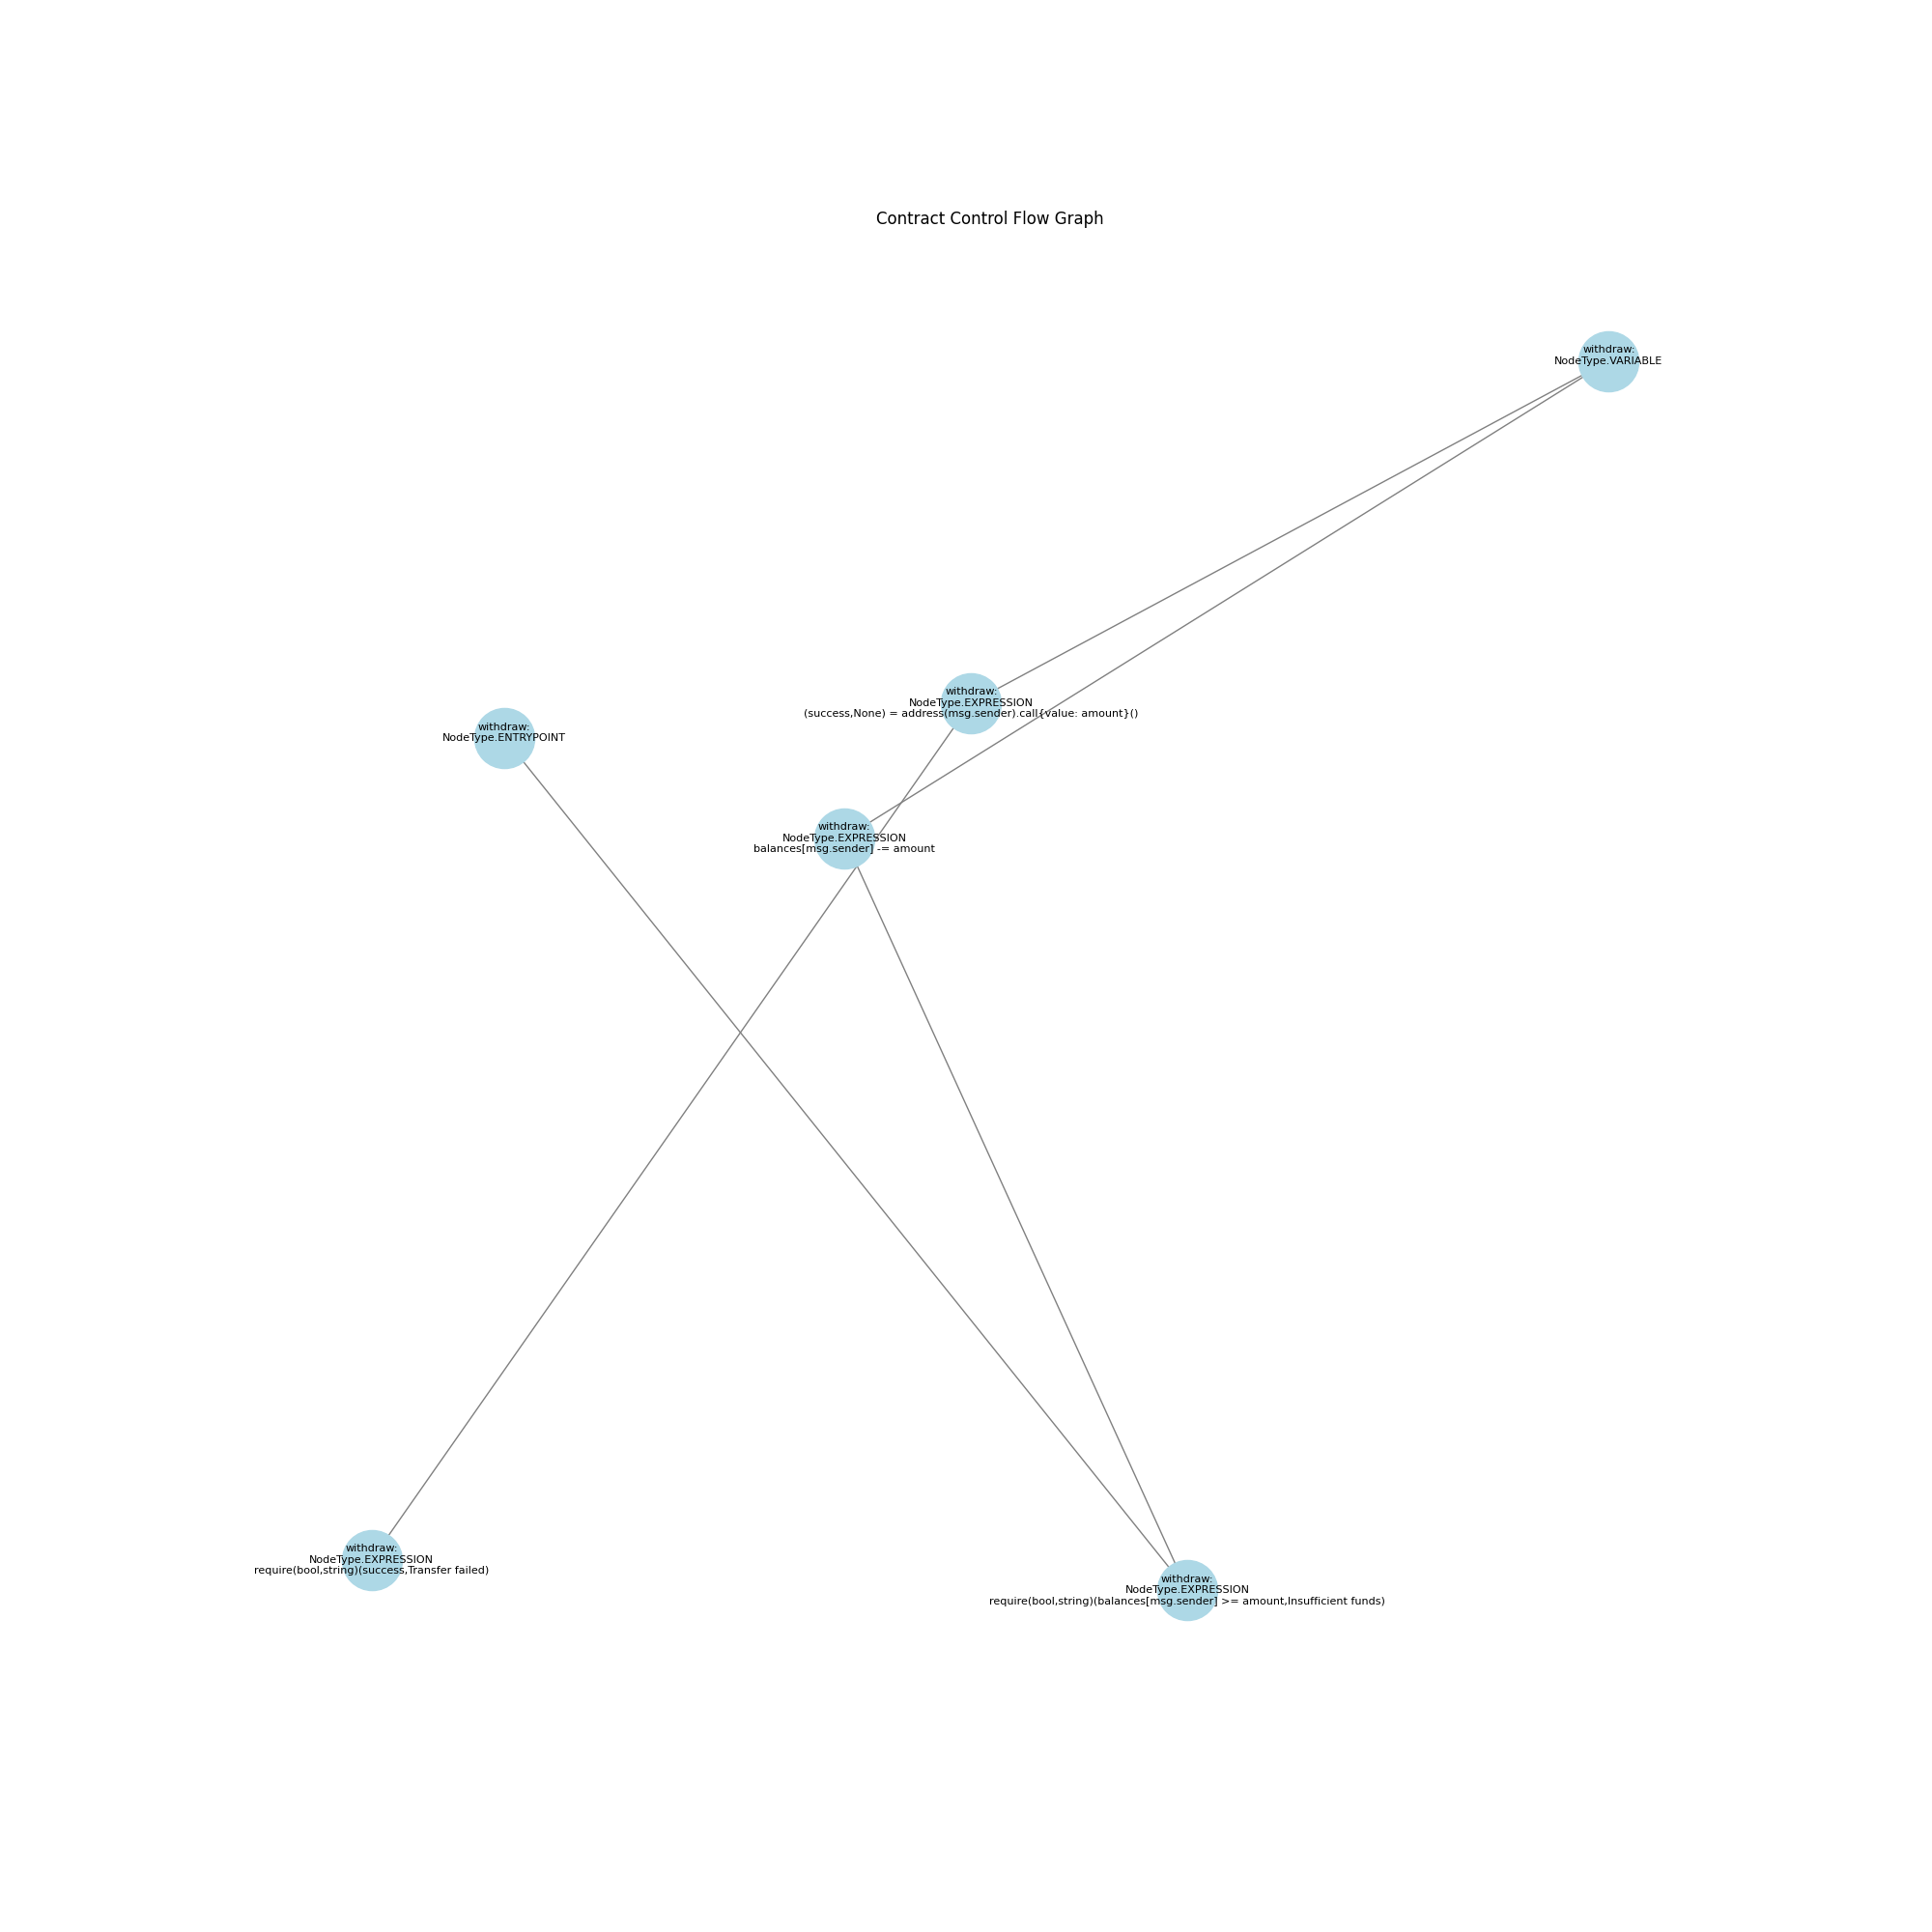 Contract Control Flow Graph
withdraw:
NodeType.VARIABLE
withdraw:
NodeType.EXPRESSION
(success,None) = address(msg.sender).call{value: amount}()
withdraw:
NodeType.ENTRYPOINT
withdraw:
NodeType.EXPRESSION
balances[msg.sender] -= amount
withdraw:
NodeType.EXPRESSION
require(bool,string)(success,Transfer failed)
withdraw:
NodeType.EXPRESSION
require(bool,string)(balances[msg.sender] >= amount,Insufficient funds)